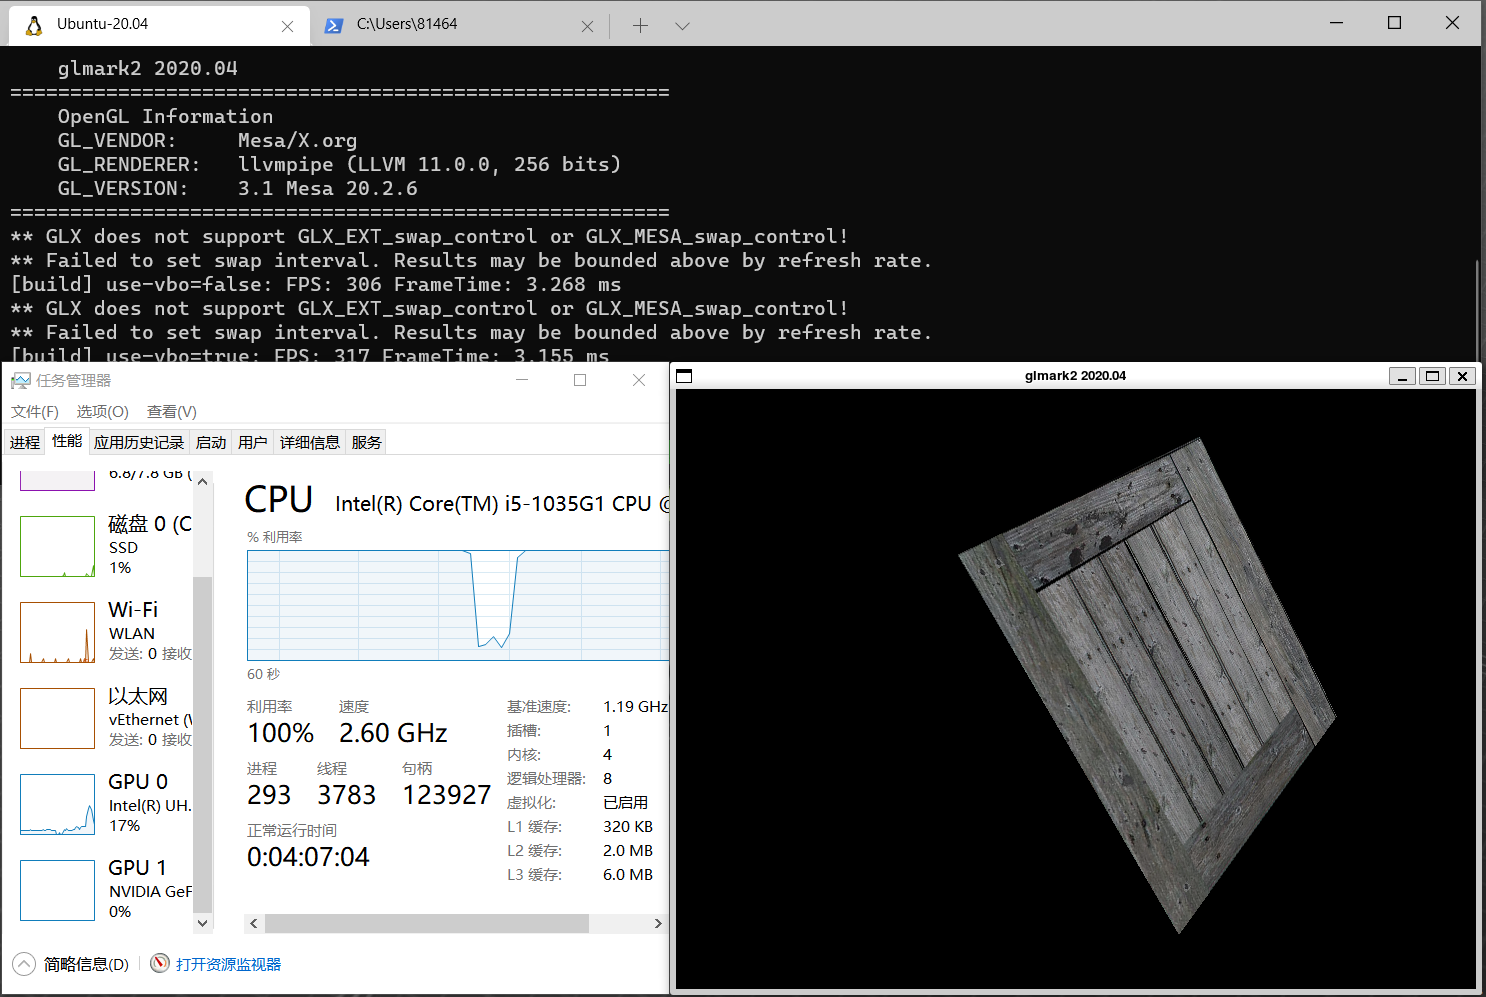 Ubuntu-20.04
C:\Users\81464
glmark2 2020.04
=======================================================
OpenGL Information
GL_VENDOR: Mesa/X.org
GL_RENDERER: llvmpipe (LLVM 11.0.0, 256 bits)
GL_VERSION: 3.1 Mesa 20.2.6
=======================================================
** GLX does not support GLX_EXT_swap_control or GLX_MESA_swap_control!
** Failed to set swap interval. Results may be bounded above by refresh rate.
[build] use-vbo=false: FPS: 306 FrameTime: 3.268 ms
** GLX does not support GLX_EXT_swap_control or GLX_MESA_swap_control!
** Failed to set swap interval. Results may be bounded above by refresh rate.
[build] use-vbo=true: FPS: 317 FrameTime: 3.155 ms
任务管理器
文件(F) 选项(O) 查看(V)
进程 性能 应用历史记录 启动 用户 详细信息 服务
6.8/7.8 GB (
磁盘 0 (C
SSD
1%
Wi-Fi
WLAN
发送: 0 接收
以太网
vEthernet (
发送: 0 接收
GPU 0
Intel(R) UH.
17%
GPU 1
NVIDIA GeF
0%
CPU Intel(R) Core(TM) i5-1035G1 CPU @
% 利用率
60 秒
利用率 速度
100% 2.60 GHz
进程 线程 句柄
293 3783 123927
正常运行时间
0:04:07:04
基准速度: 1.19 GHz
插槽: 1
内核: 4
逻辑处理器: 8
虚拟化: 已启用
L1 缓存: 320 KB
L2 缓存: 2.0 MB
L3 缓存: 6.0 MB
简略信息(D) 打开资源监视器
glmark2 2020.04